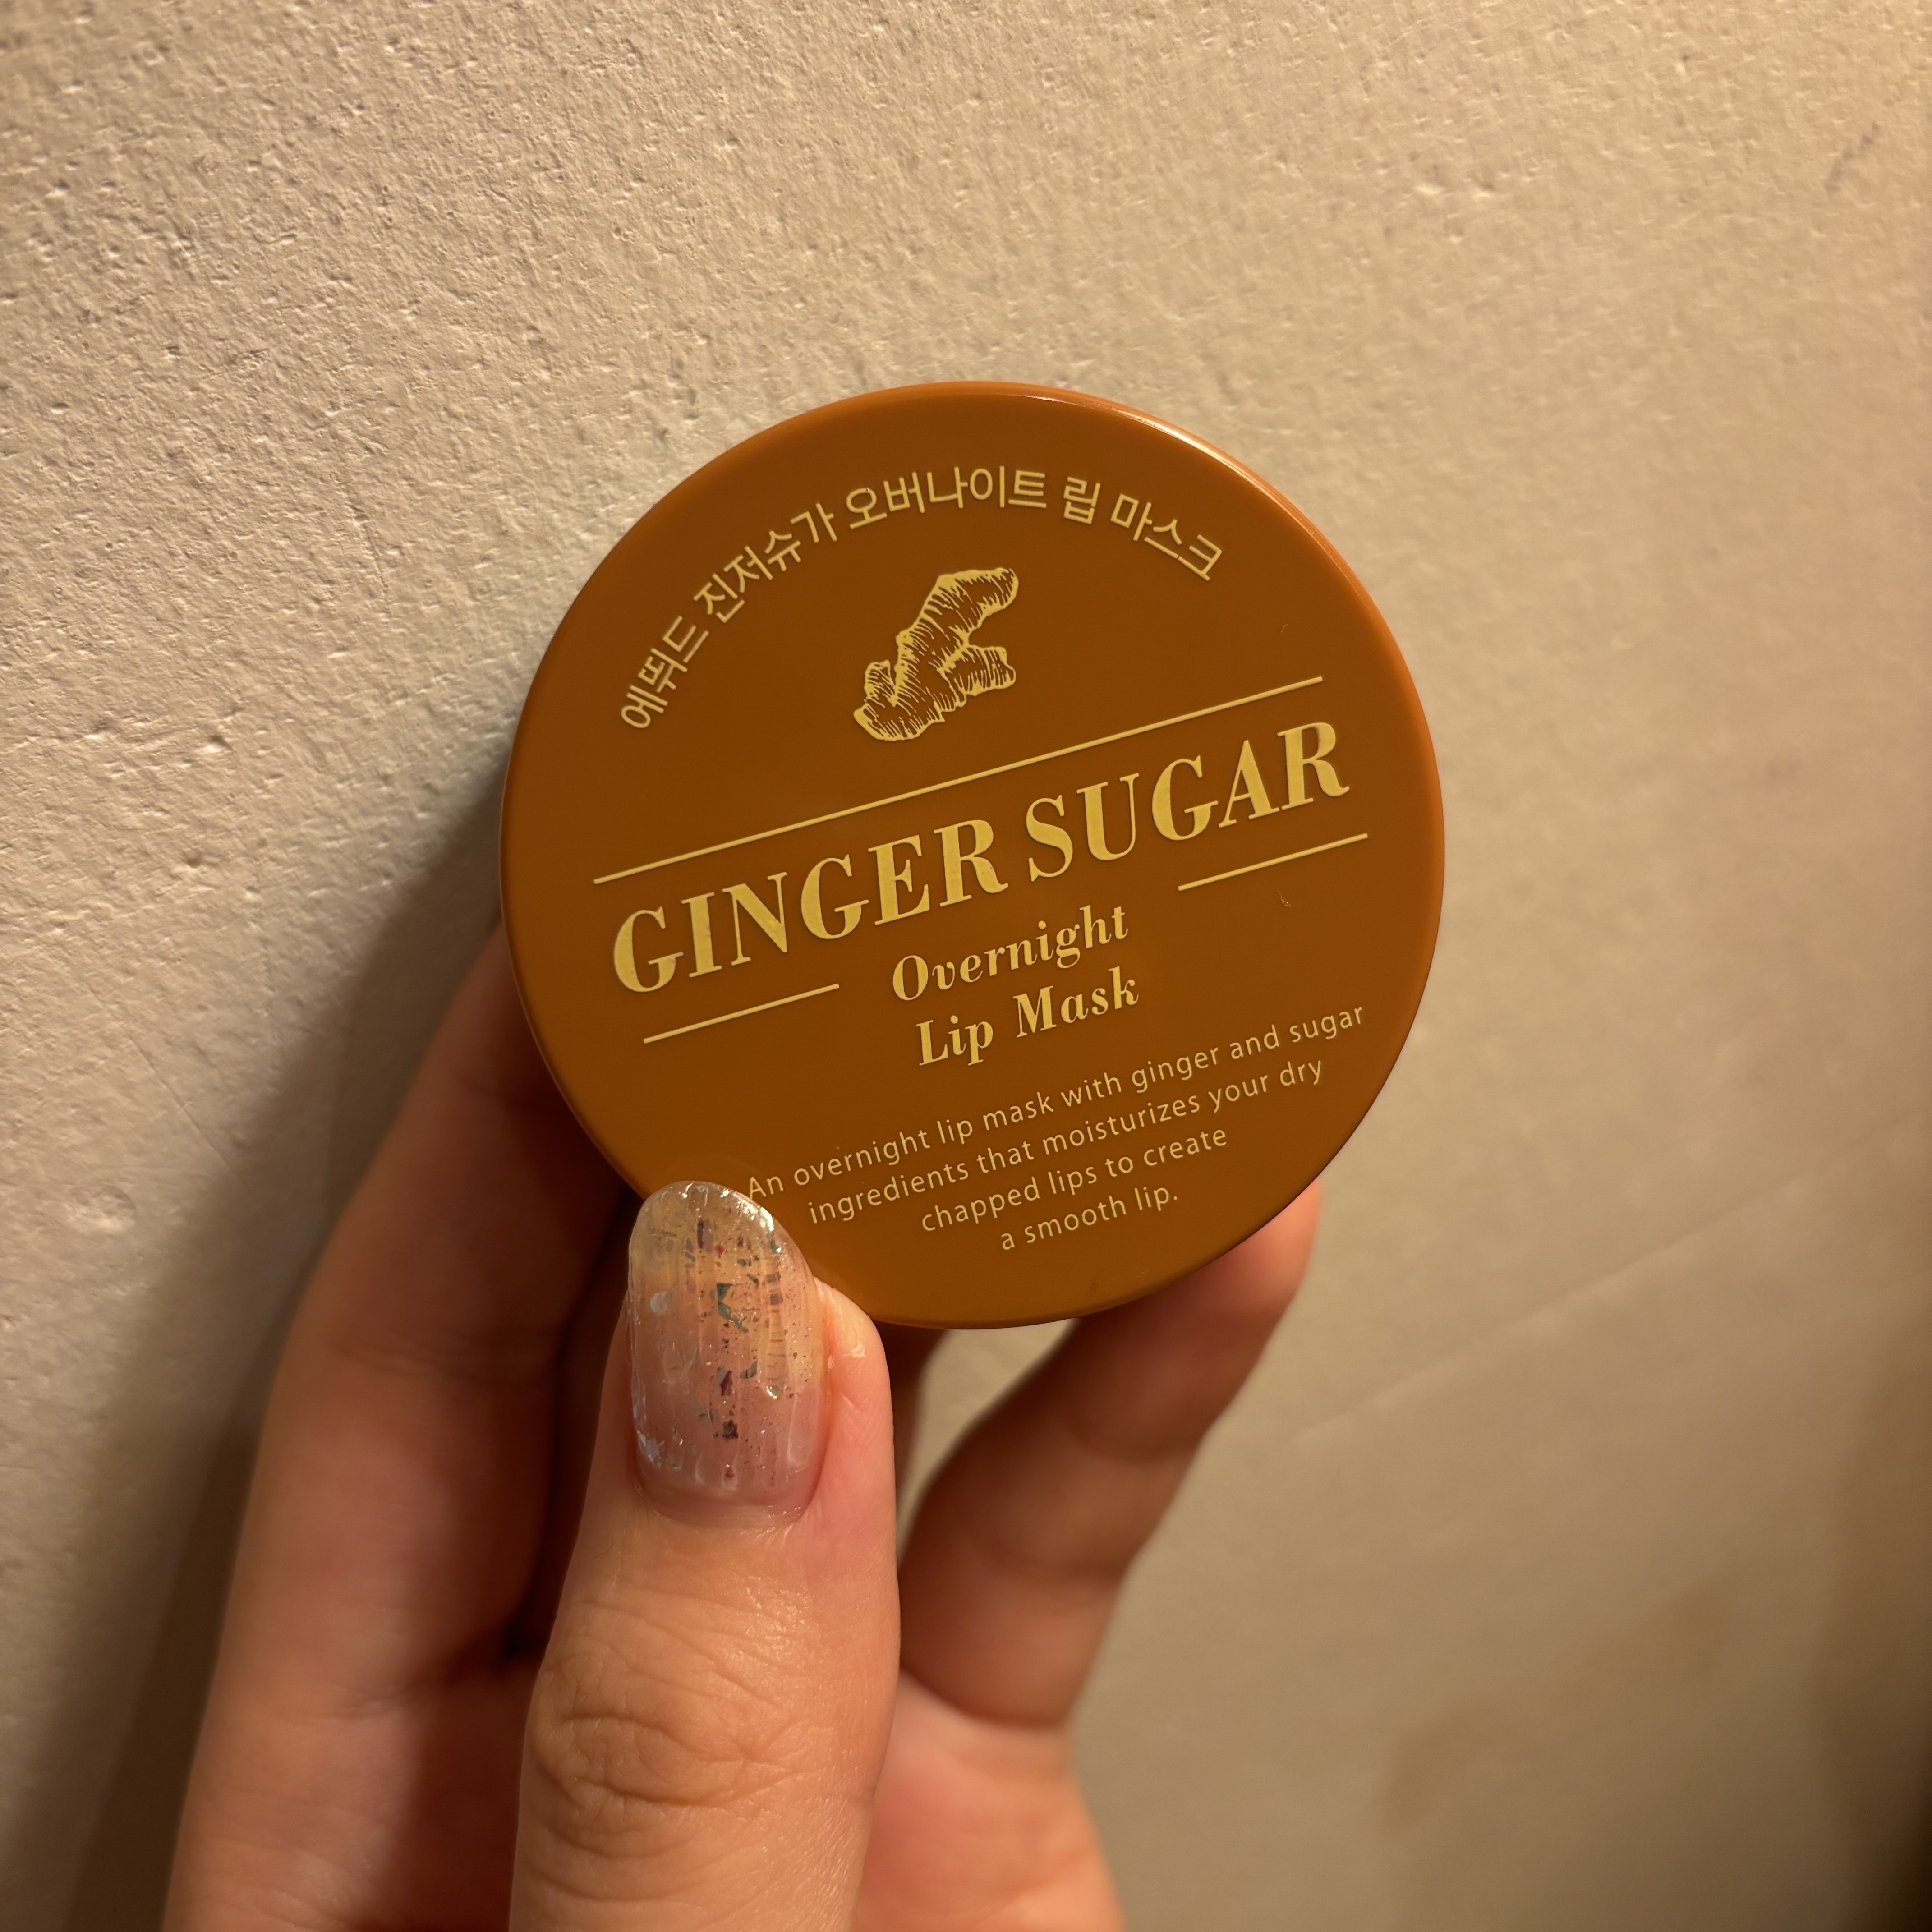 에뛰드 진저슈가 오버나이트 립 마스크
GINGER SUGAR
Overnight
Lip Mask
An overnight lip mask with ginger and sugar
ingredients that moisturizes your dry
chapped lips to create
a smooth lip.